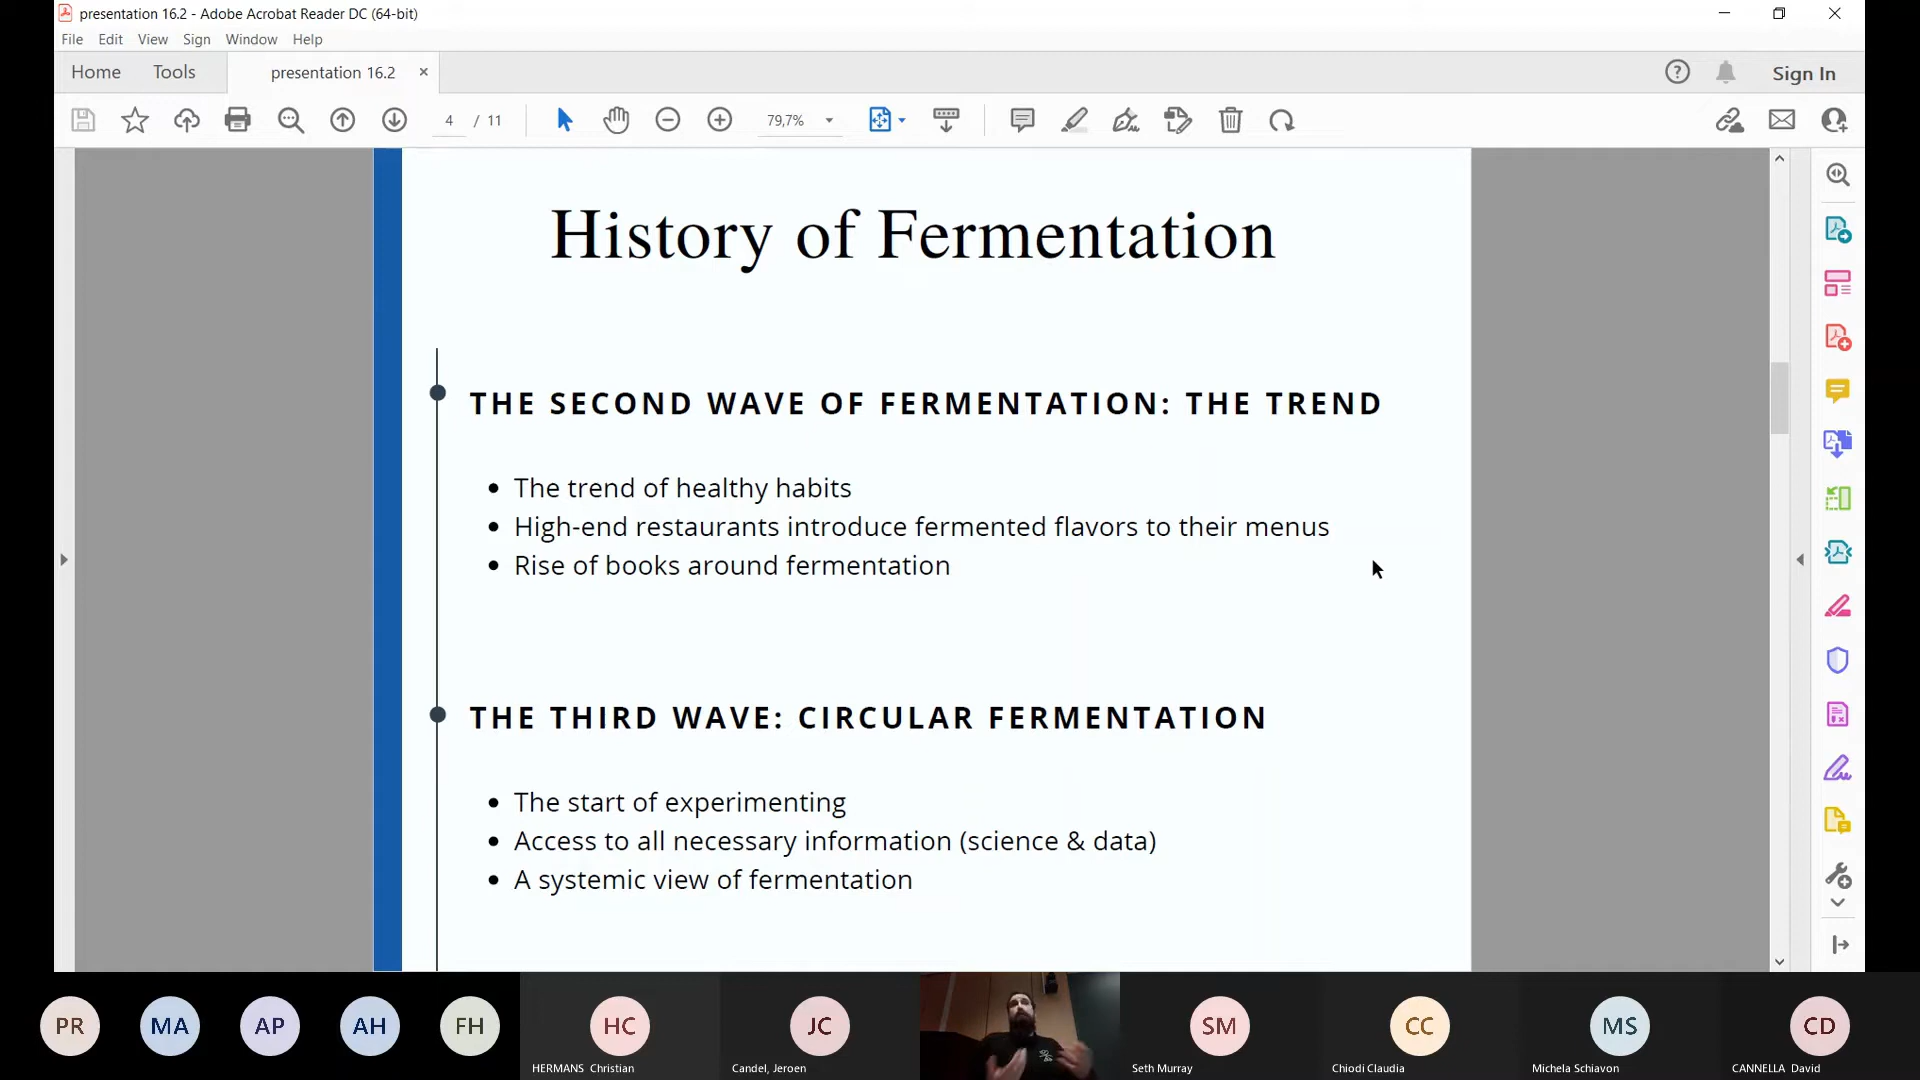 presentation 16.2 - Adobe Acrobat Reader DC (64-bit)
File Edit View Sign Window Help
Home Tools presentation 16.2 Sign In
4 / 11 79,7%
History of Fermentation
THE SECOND WAVE OF FERMENTATION: THE TREND
• The trend of healthy habits
• High-end restaurants introduce fermented flavors to their menus
• Rise of books around fermentation
THE THIRD WAVE: CIRCULAR FERMENTATION
• The start of experimenting
• Access to all necessary information (science & data)
• A systemic view of fermentation
PR MA AP AH FH HC JC SM CC MS CD
HERMANS Christian Candel, Jeroen Seth Murray Chiodi Claudia Michela Schiavon CANNELLA David